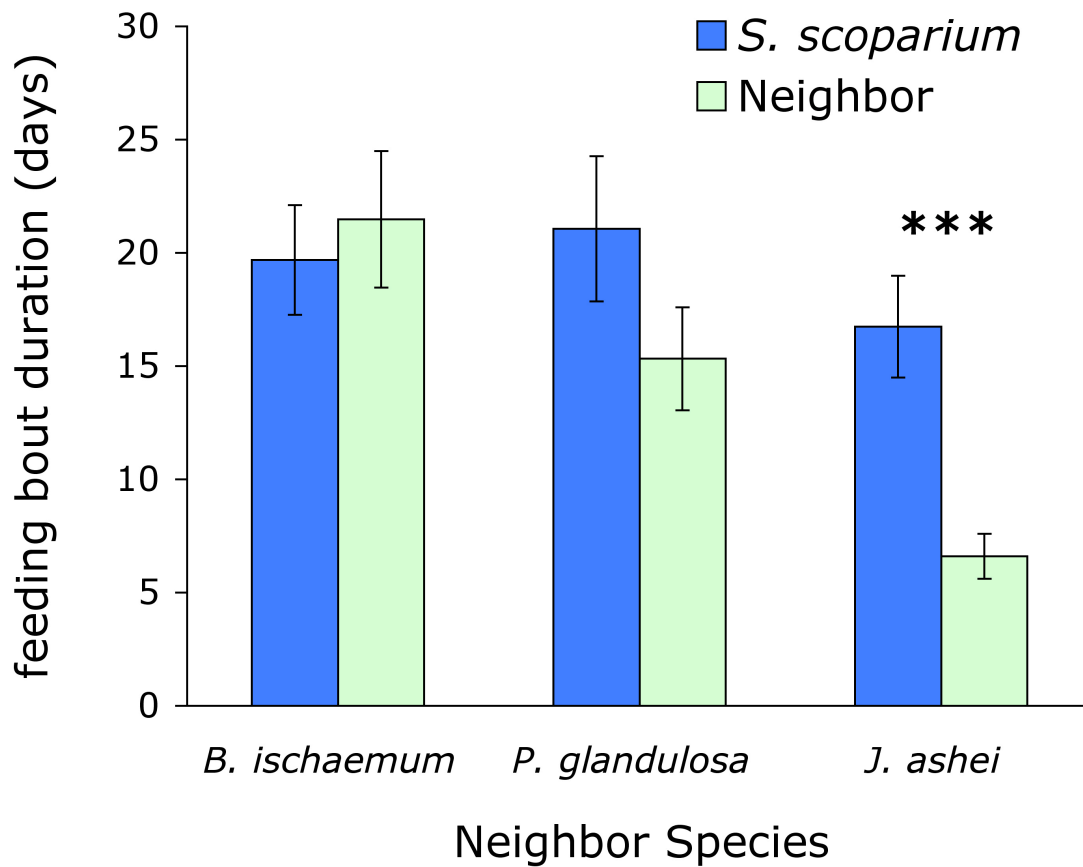 S. scoparium
Neighbor
feeding bout duration (days)
30
25
20
15
10
5
0
***
B. ischaemum
P. glandulosa
J. ashei
Neighbor Species